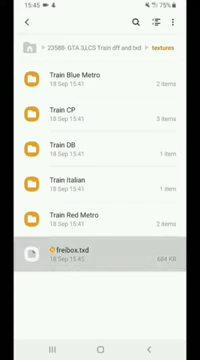 15:45 75%
23588- GTA 3,LCS Train dff and txd textures
Train Blue Metro
18 Sep 15:41 2 items
Train CP
18 Sep 15:41 3 items
Train DB
18 Sep 15:41 1 item
Train Italian
18 Sep 15:41 1 item
Train Red Metro
18 Sep 15:41 2 items
freibox.txd
18 Sep 15:45 684 KB